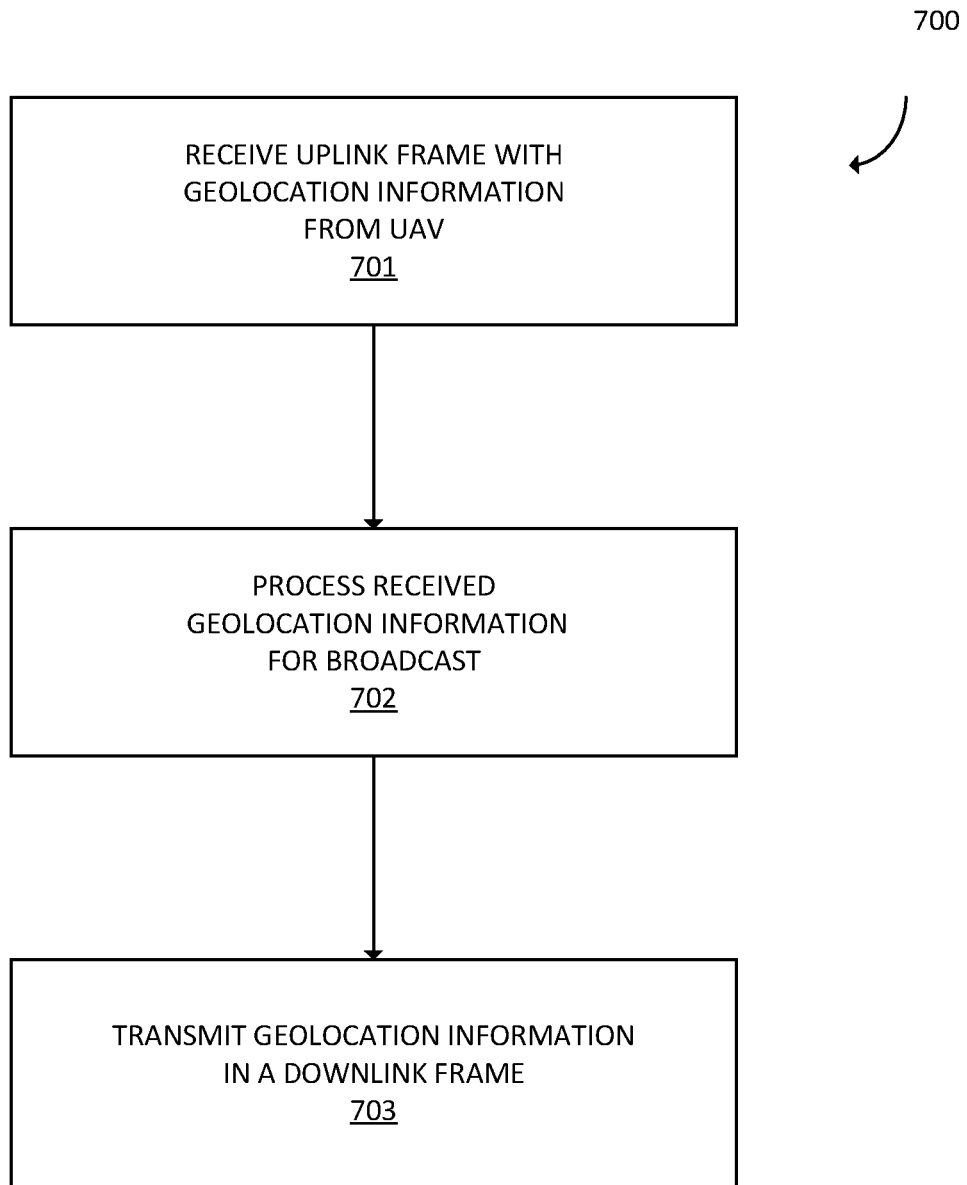 700
RECEIVE UPLINK FRAME WITH
GEOLOCATION INFORMATION
FROM UAV
701
PROCESS RECEIVED
GEOLOCATION INFORMATION
FOR BROADCAST
702
TRANSMIT GEOLOCATION INFORMATION
IN A DOWNLINK FRAME
703